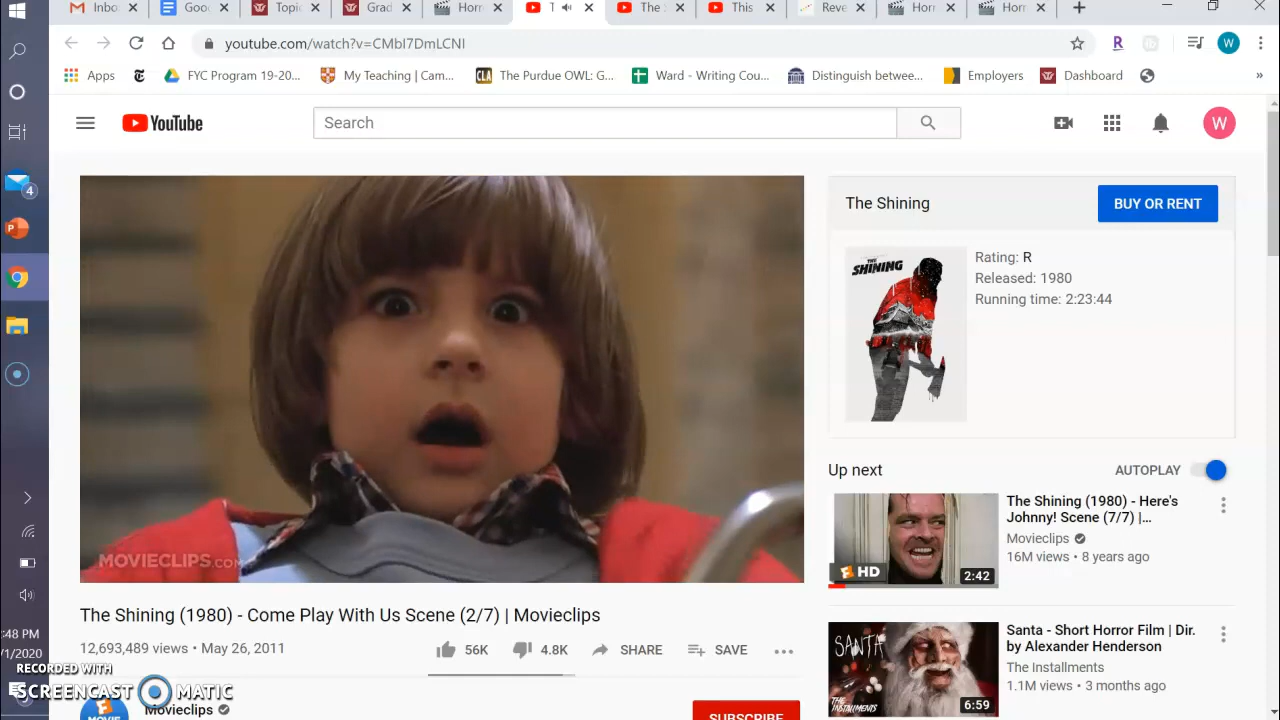 Inbo
Goo
Topi
Grad
Horr
T
The
This
Reve
Horr
Horr
youtube.com/watch?v=CMbI7DmLCNI
R
W
Apps
FYC Program 19-20...
My Teaching | Cam...
CLA
The Purdue OWL: G...
Ward - Writing Cou...
Distinguish betwee...
Employers
Dashboard
»
YouTube
Search
W
4
The Shining
BUY OR RENT
THE SHINING
Rating: R
Released: 1980
Running time: 2:23:44
MOVIECLIPS.COM
Up next
AUTOPLAY
The Shining (1980) - Here's
Johnny! Scene (7/7) |...
Movieclips
16M views • 8 years ago
HD
2:42
The Shining (1980) - Come Play With Us Scene (2/7) | Movieclips
12,693,489 views • May 26, 2011
56K
4.8K
SHARE
SAVE
SANTA
THE INSTALLMENTS
6:59
Santa - Short Horror Film | Dir.
by Alexander Henderson
The Installments
1.1M views • 3 months ago
:48 PM
/1/2020
RECORDED WITH
SCREENCAST MATIC
MOVIE
Movieclips
SUBSCRIBE